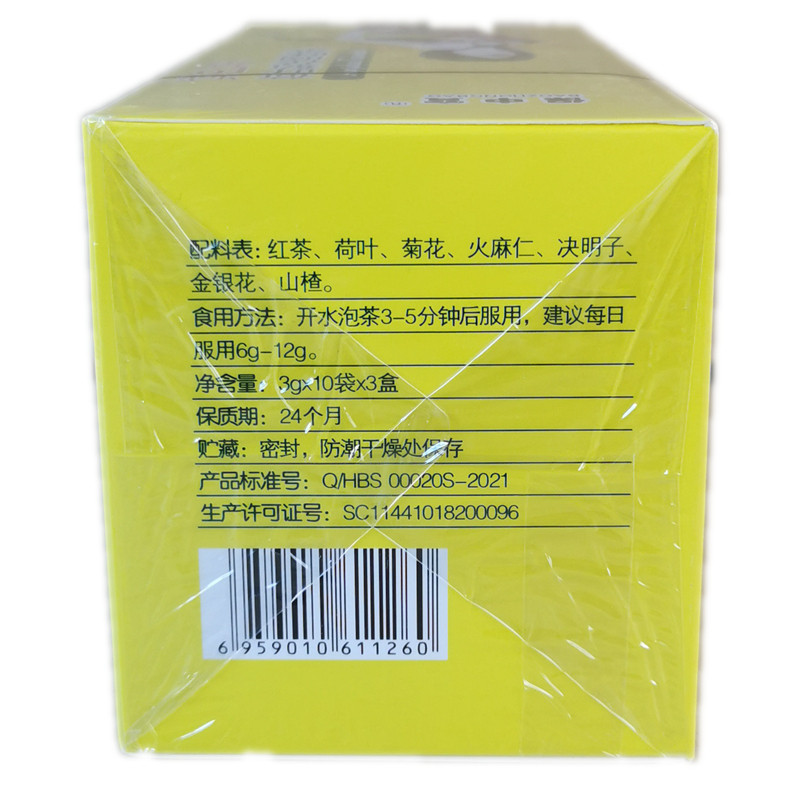 配料表：红茶、荷叶、菊花、火麻仁、决明子、
金银花、山楂。
食用方法：开水泡茶3-5分钟后服用，建议每日
服用6g-12g。
净含量：3gx10袋x3盒
保质期：24个月
贮藏：密封，防潮干燥处保存
产品标准号：Q/HBS 00020S-2021
生产许可证号：SC11441018200096
6 959010 611260